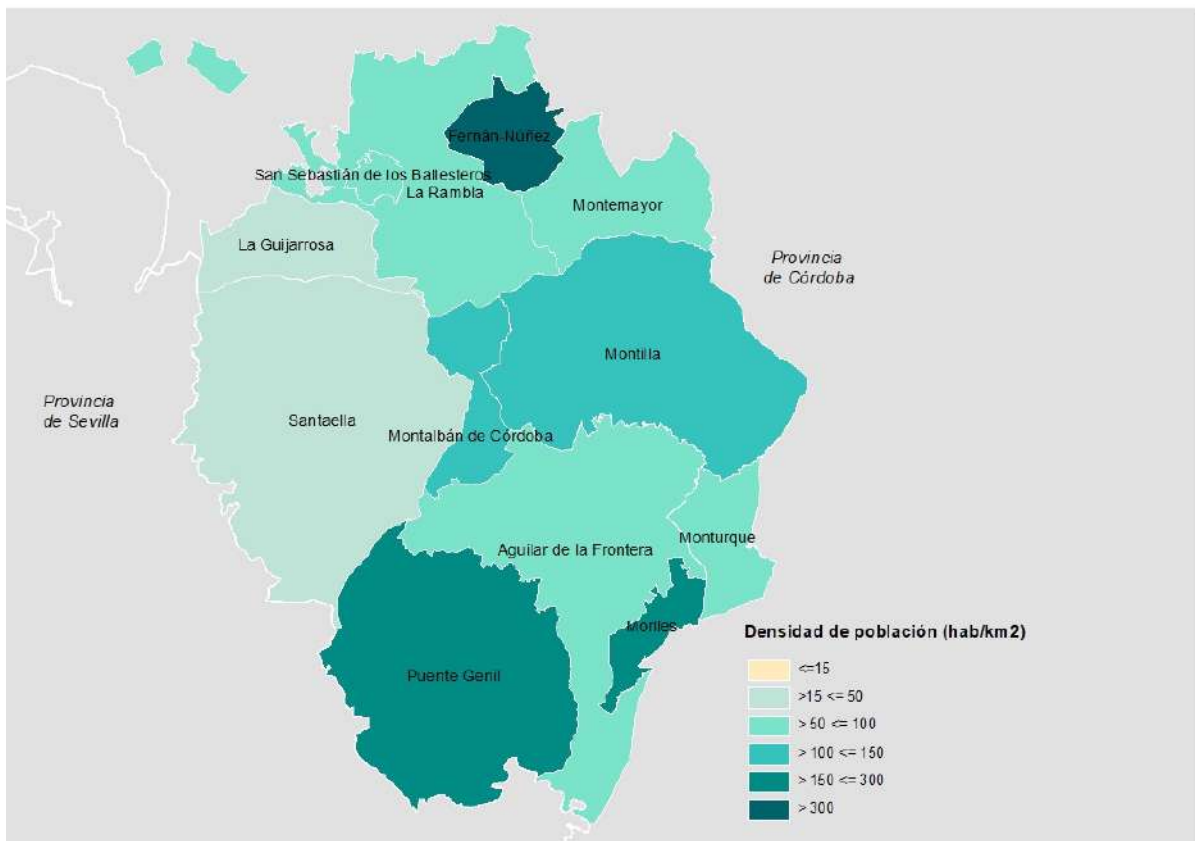 Fernán-Núñez
San Sebastián de los Ballesteros
La Rambla
Montemayor
La Guijarrosa
Provincia
de Córdoba
Montilla
Provincia
de Sevilla
Santaella
Montalbán de Córdoba
Monturque
Aguilar de la Frontera
Moriles
Puente Genil
Densidad de población (hab/km2)
<=15
>15 <= 50
> 50 <= 100
> 100 <= 150
> 150 <= 300
> 300